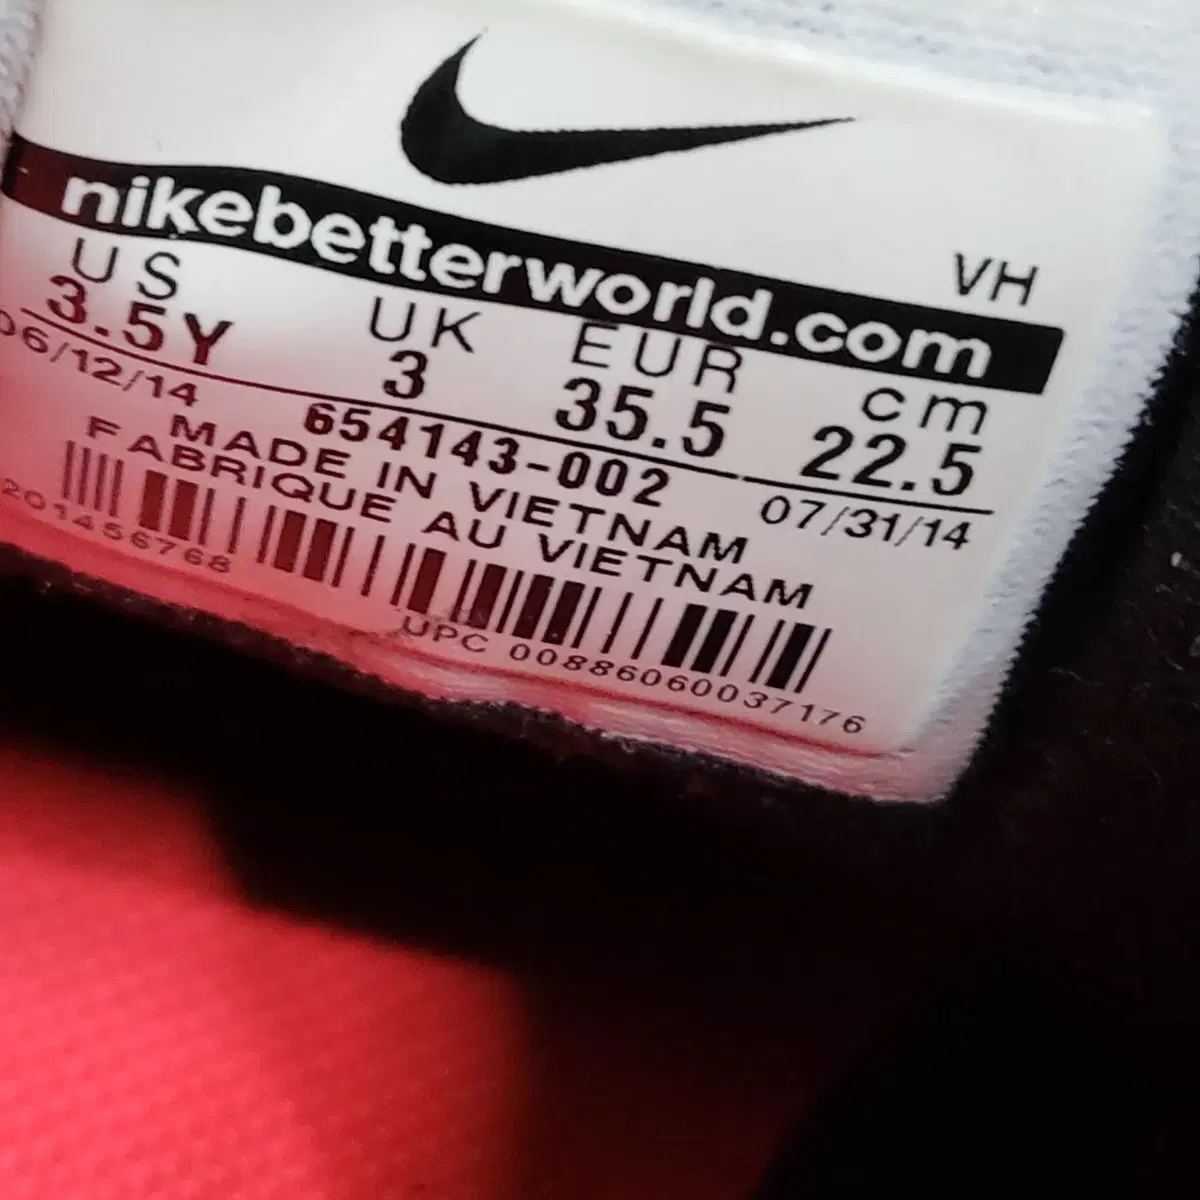 nikebetterworld.com
VH
US UK EUR cm
3.5Y 3 35.5 22.5
06/12/14 654143-002 07/31/14
MADE IN VIETNAM
FABRIQUE AU VIETNAM
201456768
UPC 00886060037176